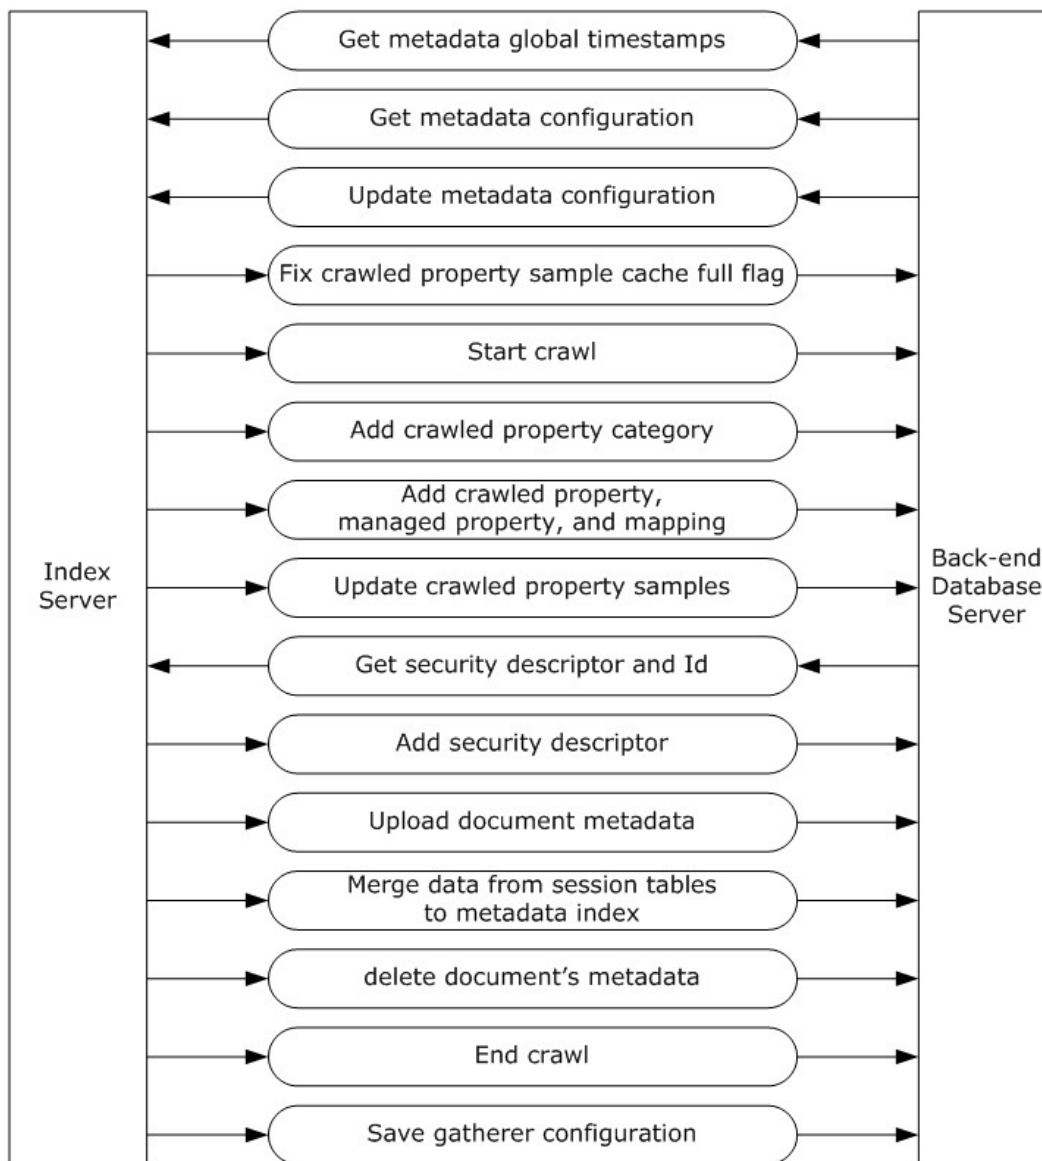 Get metadata global timestamps
Get metadata configuration
Update metadata configuration
Fix crawled property sample cache full flag
Start crawl
Add crawled property category
Add crawled property,
managed property, and mapping
Index
Server
Update crawled property samples
Back-end
Database
Server
Get security descriptor and Id
Add security descriptor
Upload document metadata
Merge data from session tables
to metadata index
delete document’s metadata
End crawl
Save gatherer configuration